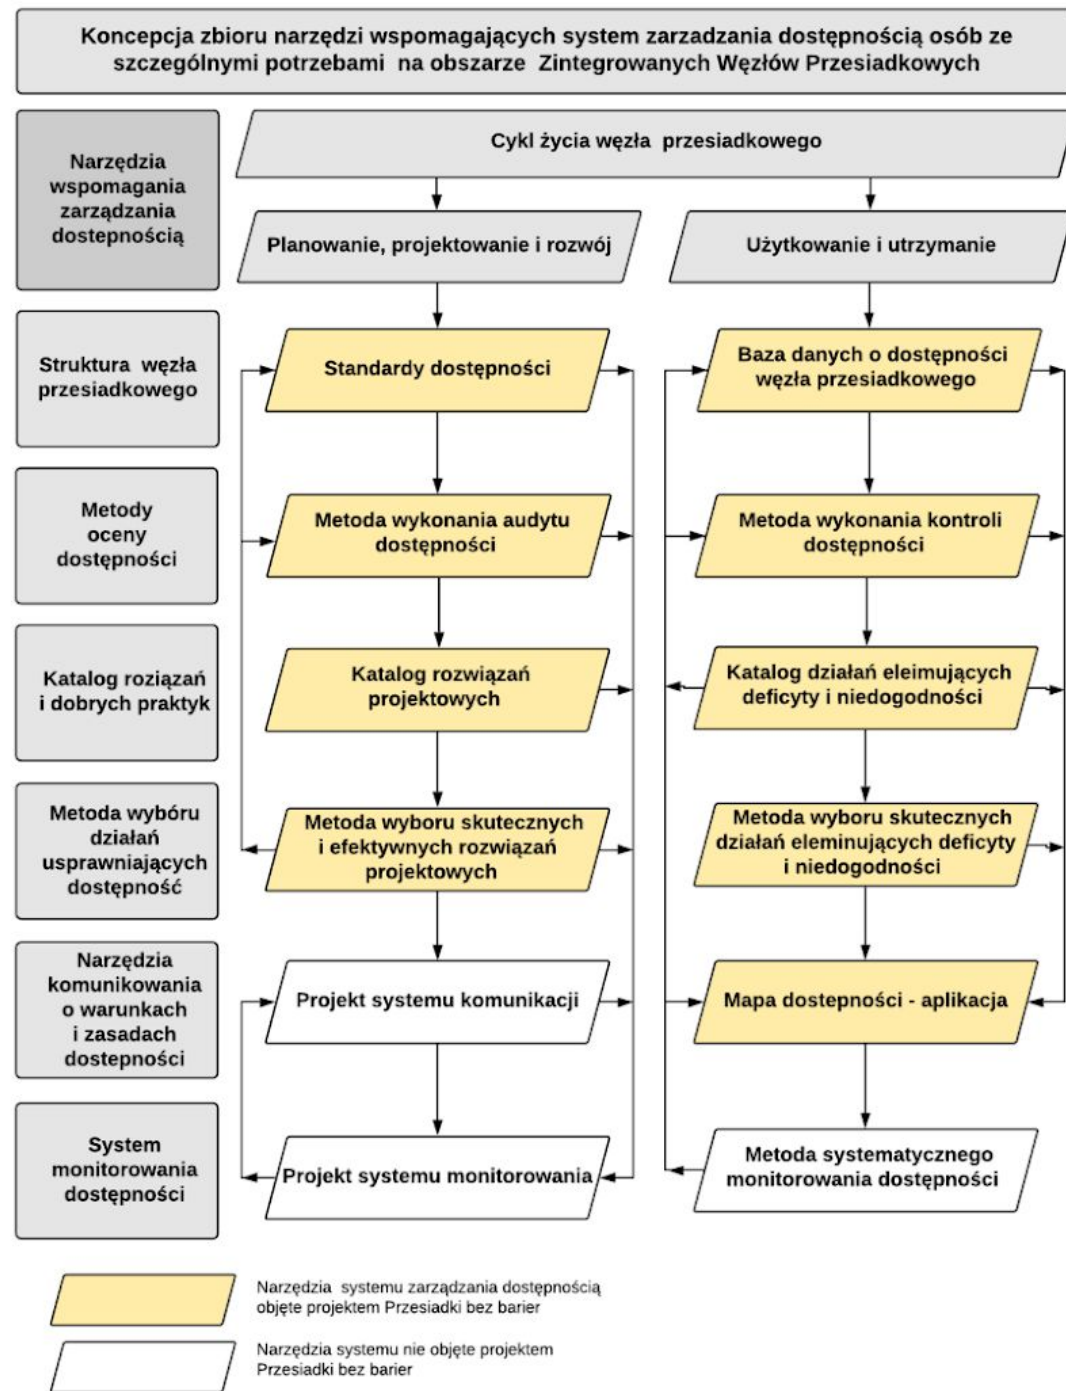 Koncepcja zbioru narzędzi wspomagających system zarzadzania dostępnością osób ze
szczególnymi potrzebami na obszarze Zintegrowanych Węzłów Przesiadkowych
Narzędzia
wspomagania
zarządzania
dostepnością
Cykl życia węzła przesiadkowego
Planowanie, projektowanie i rozwój
Użytkowanie i utrzymanie
Struktura węzła
przesiadkowego
Standardy dostępności
Baza danych o dostępności
węzła przesiadkowego
Metody
oceny
dostępności
Metoda wykonania audytu
dostępności
Metoda wykonania kontroli
dostępności
Katalog roziązań
i dobrych praktyk
Katalog rozwiązań
projektowych
Katalog działań eleimujących
deficyty i niedogodności
Metoda wybóru
działań
usprawniających
dostępność
Metoda wyboru skutecznych
i efektywnych rozwiązań
projektowych
Metoda wyboru skutecznych
działań eleminujących deficyty
i niedogodności
Narzędzia
komunikowania
o warunkach
i zasadach
dostepności
Projekt systemu komunikacji
Mapa dostepności - aplikacja
System
monitorowania
dostępności
Projekt systemu monitorowania
Metoda systematycznego
monitorowania dostępności
Narzędzia systemu zarządzania dostępnością
objęte projektem Przesiadki bez barier
Narzędzia systemu nie objęte projektem
Przesiadki bez barier